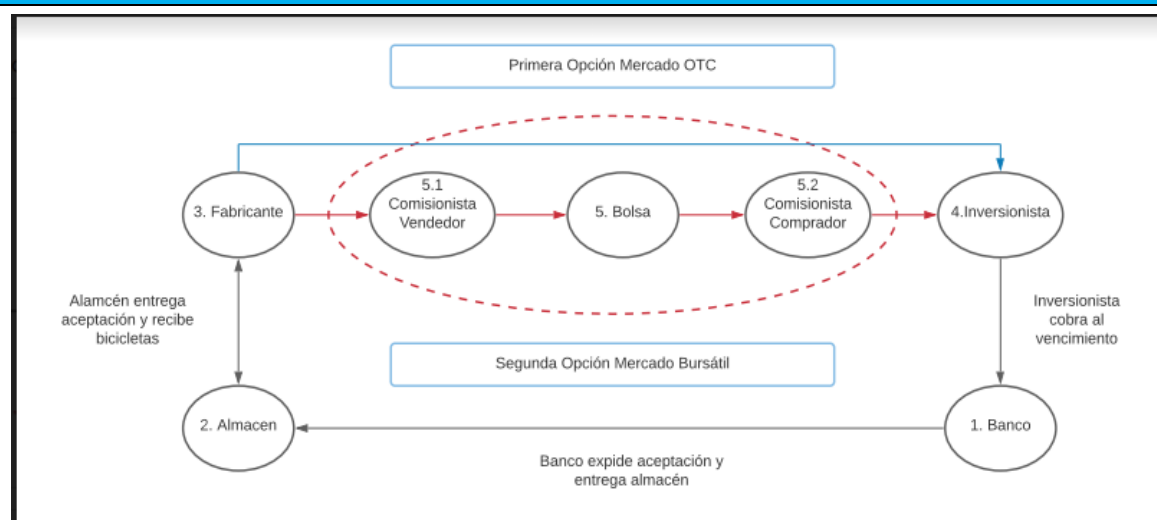 Primera Opción Mercado OTC
3. Fabricante
5.1
Comisionista
Vendedor
5. Bolsa
5.2
Comisionista
Comprador
4.Inversionista
Alamcén entrega
aceptación y recibe
bicicletas
Inversionista
cobra al
vencimiento
Segunda Opción Mercado Bursátil
2. Almacen
1. Banco
Banco expide aceptación y
entrega almacén